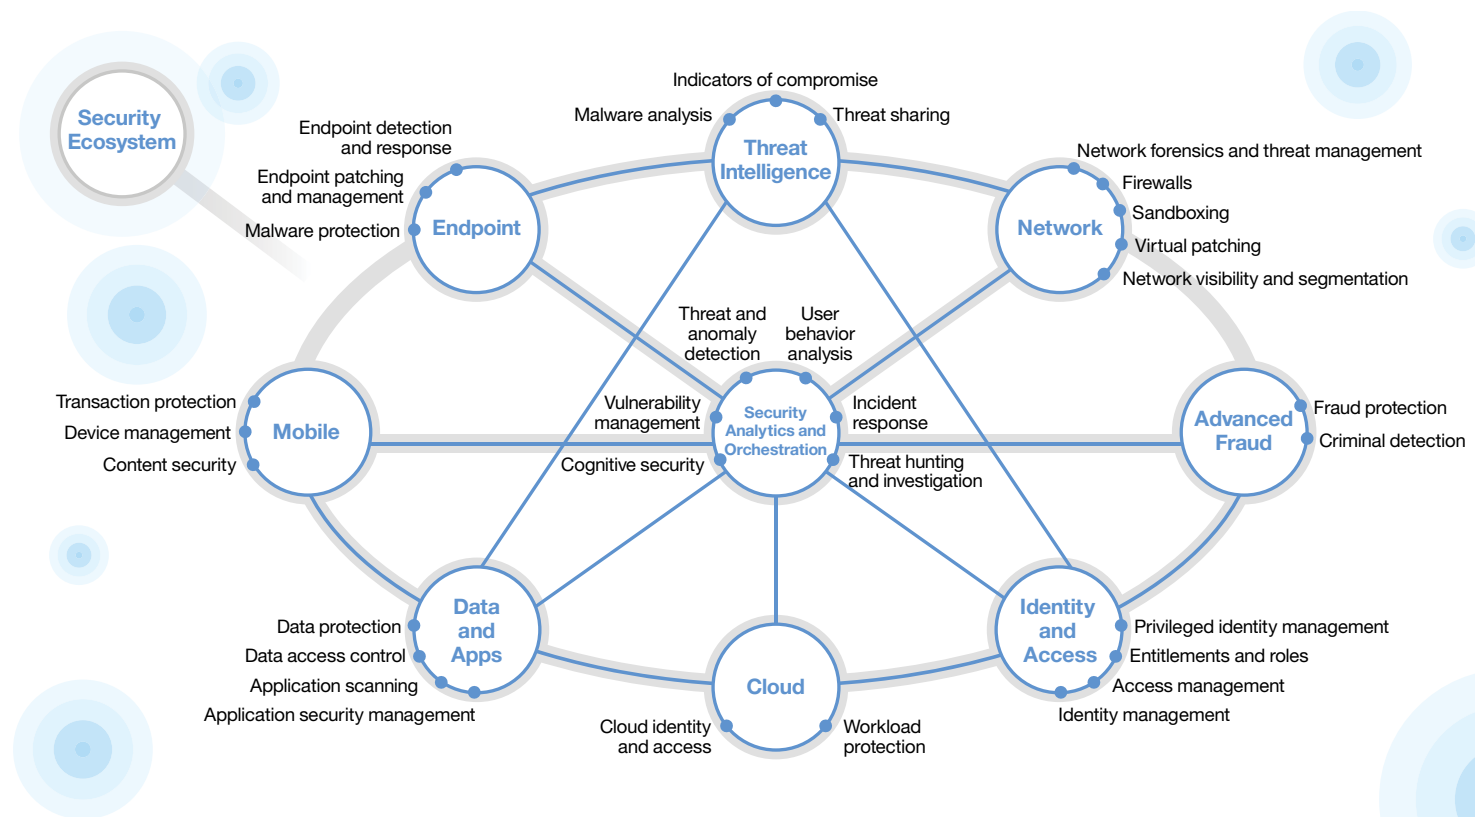 Security
Ecosystem
Indicators of compromise
Malware analysis
Threat sharing
Threat
Intelligence
Endpoint detection
and response
Endpoint patching
and management
Malware protection
Endpoint
Network forensics and threat management
Firewalls
Sandboxing
Virtual patching
Network visibility and segmentation
Network
Threat and
anomaly
detection
User
behavior
analysis
Vulnerability
management
Cognitive security
Security
Analytics and
Orchestration
Incident
response
Threat hunting
and investigation
Transaction protection
Device management
Content security
Mobile
Advanced
Fraud
Fraud protection
Criminal detection
Data
and
Apps
Data protection
Data access control
Application scanning
Application security management
Cloud
Cloud identity
and access
Workload
protection
Identity
and
Access
Privileged identity management
Entitlements and roles
Access management
Identity management